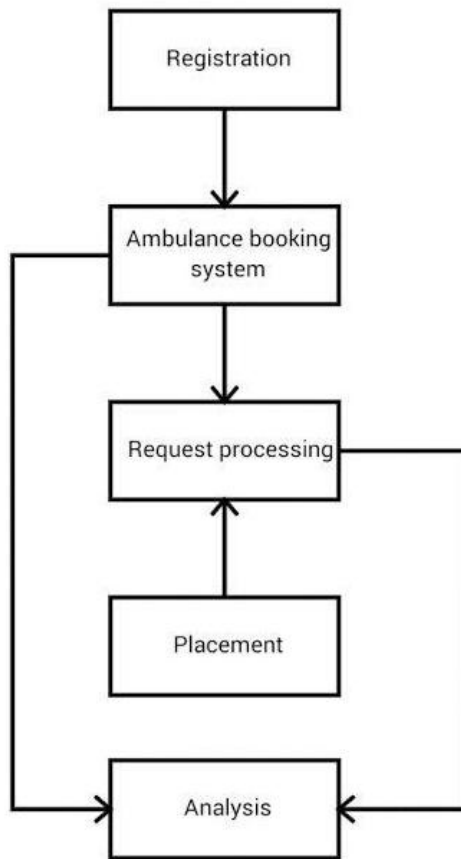 Registration
Ambulance booking
system
Request processing
Placement
Analysis